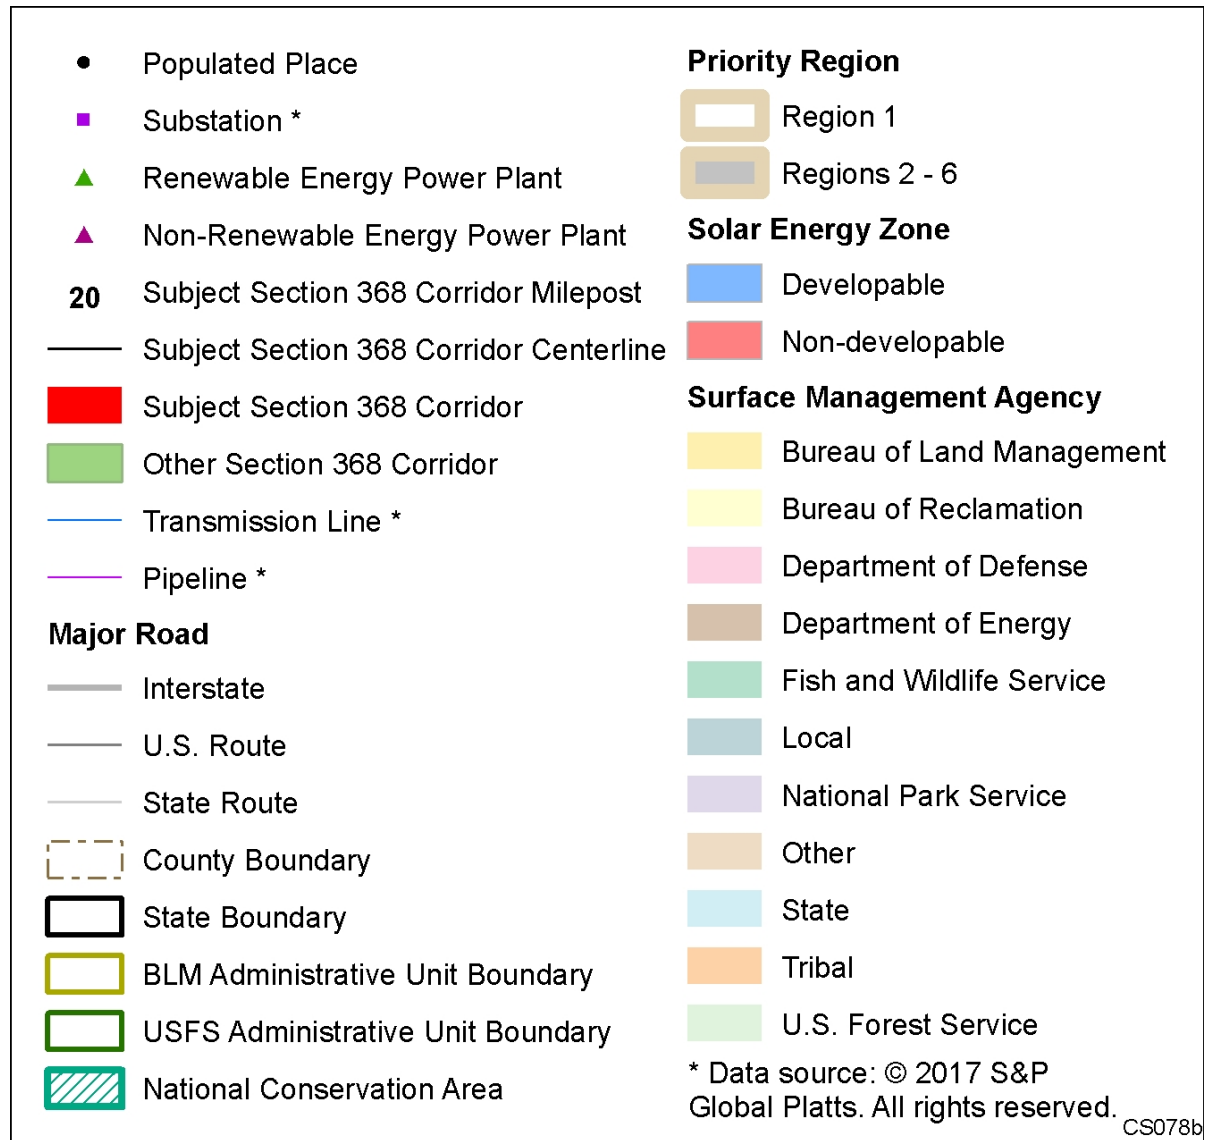 Populated Place
Substation *
Renewable Energy Power Plant
Non-Renewable Energy Power Plant
20 Subject Section 368 Corridor Milepost
Subject Section 368 Corridor Centerline
Subject Section 368 Corridor
Other Section 368 Corridor
Transmission Line *
Pipeline *
Major Road
Interstate
U.S. Route
State Route
County Boundary
State Boundary
BLM Administrative Unit Boundary
USFS Administrative Unit Boundary
National Conservation Area
Priority Region
Region 1
Regions 2 - 6
Solar Energy Zone
Developable
Non-developable
Surface Management Agency
Bureau of Land Management
Bureau of Reclamation
Department of Defense
Department of Energy
Fish and Wildlife Service
Local
National Park Service
Other
State
Tribal
U.S. Forest Service
* Data source: © 2017 S&P
Global Platts. All rights reserved.
CS078b